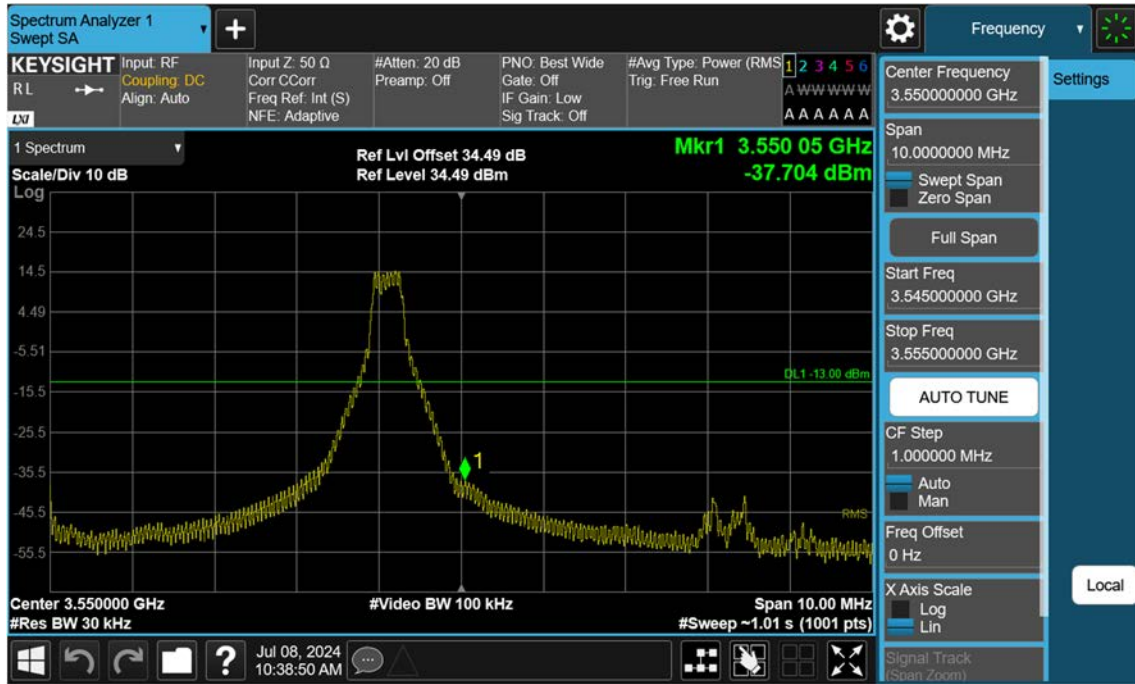 Spectrum Analyzer 1
Swept SA
Frequency
KEYSIGHT
RL
LXI
Input: RF
Coupling: DC
Align: Auto
Input Z: 50 Ω
Corr CCorr
Freq Ref: Int (S)
NFE: Adaptive
#Atten: 20 dB
Preamp: Off
PNO: Best Wide
Gate: Off
IF Gain: Low
Sig Track: Off
#Avg Type: Power (RMS
Trig: Free Run
1 2 3 4 5 6
A W W W W W
A A A A A A
1 Spectrum
Scale/Div 10 dB
Ref Lvl Offset 34.49 dB
Ref Level 34.49 dBm
Mkr1 3.550 05 GHz
-37.704 dBm
Log
24.5
14.5
4.49
-5.51
-15.5
-25.5
-35.5
-45.5
-55.5
DL1 -13.00 dBm
1
RMS
Center 3.550000 GHz
#Res BW 30 kHz
#Video BW 100 kHz
Span 10.00 MHz
#Sweep ~1.01 s (1001 pts)
Center Frequency
3.550000000 GHz
Span
10.0000000 MHz
Swept Span
Zero Span
Full Span
Start Freq
3.545000000 GHz
Stop Freq
3.555000000 GHz
AUTO TUNE
CF Step
1.000000 MHz
Auto
Man
Freq Offset
0 Hz
X Axis Scale
Log
Lin
Signal Track
(Span Zoom)
Settings
Local
?
Jul 08, 2024
10:38:50 AM